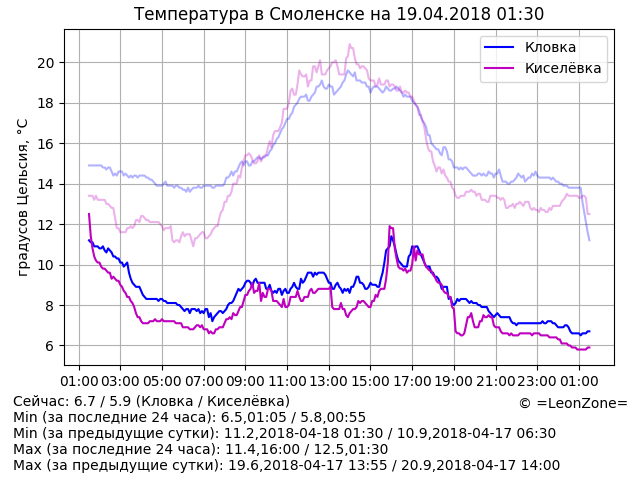 Температура в Смоленске на 19.04.2018 01:30
градусов Цельсия, °C
20
18
16
14
12
10
8
6
Кловка
Киселёвка
01:00 03:00 05:00 07:00 09:00 11:00 13:00 15:00 17:00 19:00 21:00 23:00 01:00
Сейчас: 6.7 / 5.9 (Кловка / Киселёвка)
© =LeonZone=
Min (за последние 24 часа): 6.5,01:05 / 5.8,00:55
Min (за предыдущие сутки): 11.2,2018-04-18 01:30 / 10.9,2018-04-17 06:30
Max (за последние 24 часа): 11.4,16:00 / 12.5,01:30
Max (за предыдущие сутки): 19.6,2018-04-17 13:55 / 20.9,2018-04-17 14:00